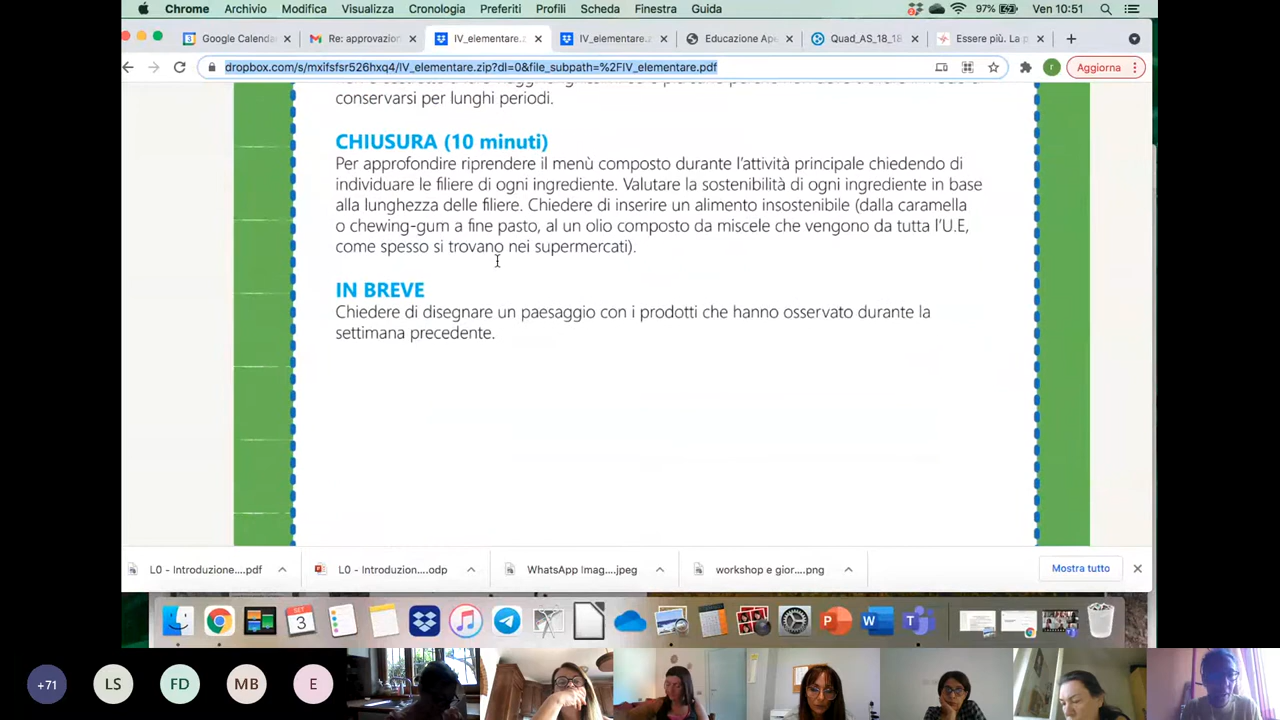 Chrome Archivio Modifica Visualizza Cronologia Preferiti Profili Scheda Finestra Guida 97% Ven 10:51
Google Calenda Re: approvazion IV_elementare.z IV_elementare.z Educazione Ape Quad_AS_18_18 Essere più. La p
dropbox.com/s/mxifsfsr526hxq4/IV_elementare.zip?dl=0&file_subpath=%2FIV_elementare.pdf r Aggiorna
conservarsi per lunghi periodi.
CHIUSURA (10 minuti)
Per approfondire riprendere il menù composto durante l'attività principale chiedendo di
individuare le filiere di ogni ingrediente. Valutare la sostenibilità di ogni ingrediente in base
alla lunghezza delle filiere. Chiedere di inserire un alimento insostenibile (dalla caramella
o chewing-gum a fine pasto, al un olio composto da miscele che vengono da tutta l'U.E,
come spesso si trovano nei supermercati).
IN BREVE
Chiedere di disegnare un paesaggio con i prodotti che hanno osservato durante la
settimana precedente.
L0 - Introduzione....pdf L0 - Introduzion....odp WhatsApp Imag....jpeg workshop e gior....png Mostra tutto
SET
3
+71 LS FD MB E